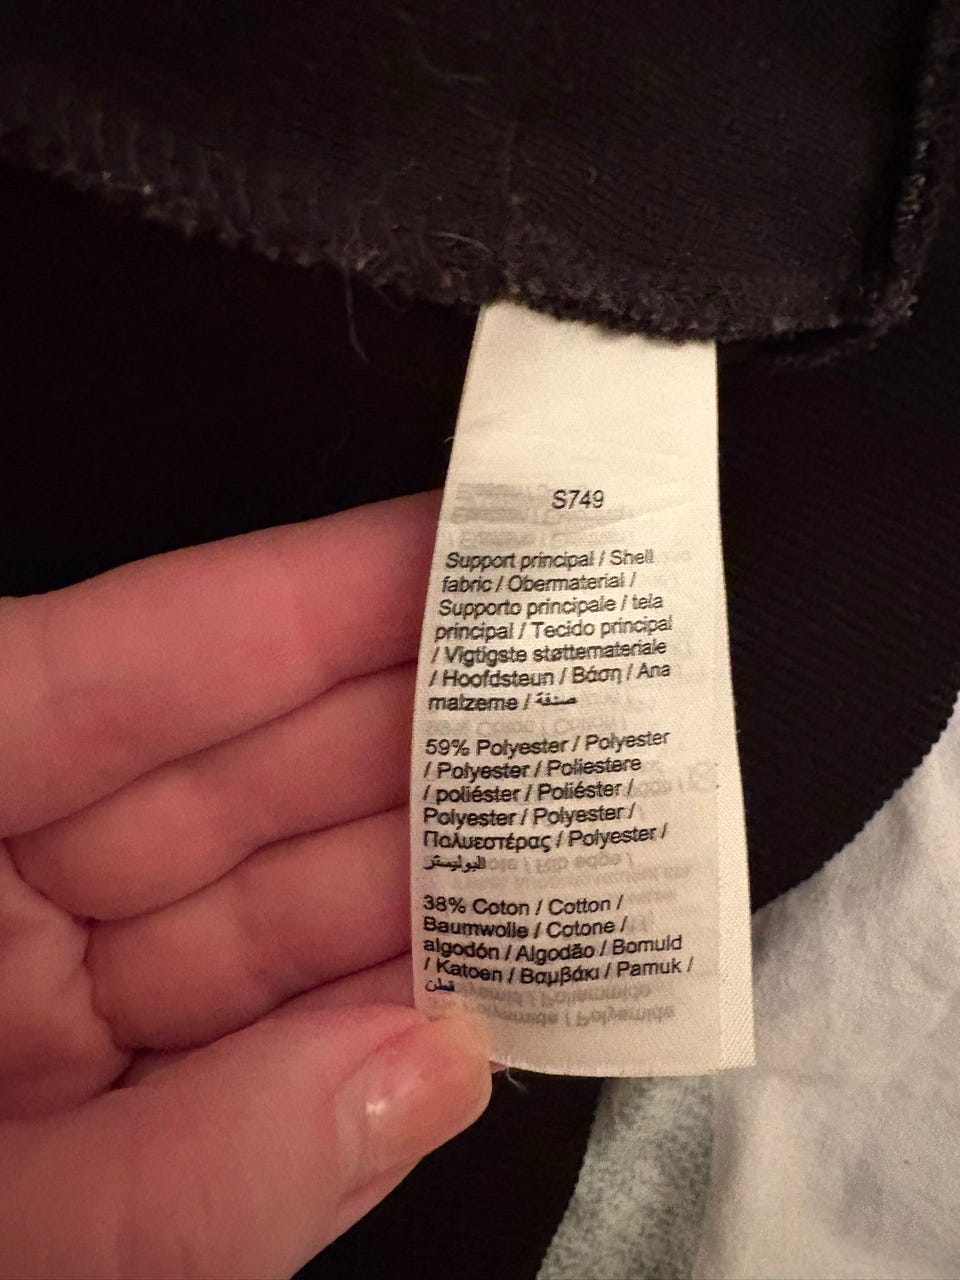 S749
Support principal / Shell
fabric / Obermaterial /
Supporto principale / tela
principal / Tecido principal
/ Vigtigste støttemateriale
/ Hoofdsteun / Βάση / Ana
malzeme / صنفة
59% Polyester / Polyester
/ Polyester / Poliestere
/ poliéster / Poliéster /
Polyester / Polyester /
Πολυεστέρας / Polyester /
البوليستر
38% Coton / Cotton /
Baumwolle / Cotone /
algodón / Algodão / Bomuld
/ Katoen / Βαμβάκι / Pamuk /
قطن